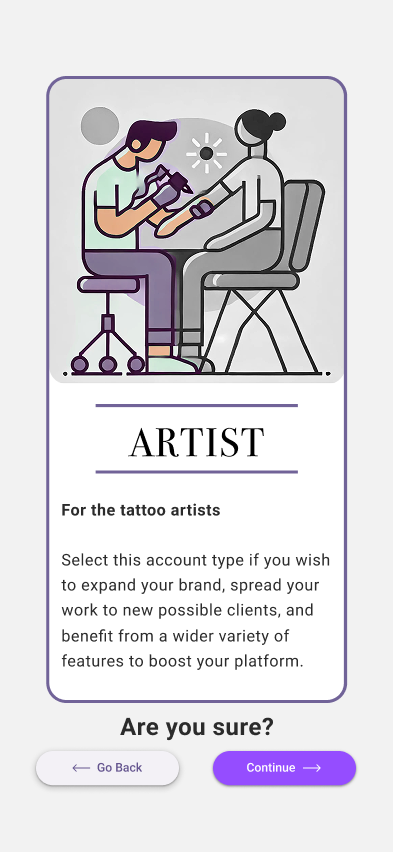 ARTIST
For the tattoo artists
Select this account type if you wish
to expand your brand, spread your
work to new possible clients, and
benefit from a wider variety of
features to boost your platform.
Are you sure?
Go Back
Continue